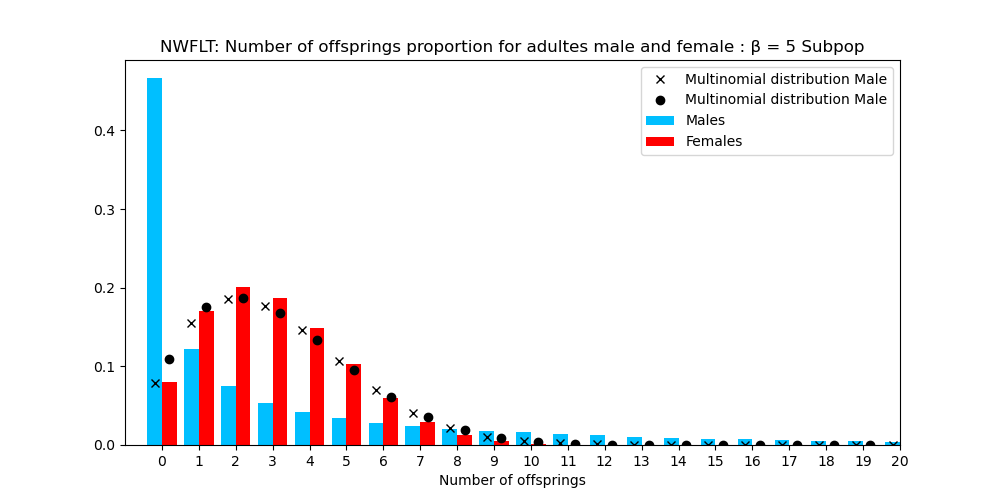 NWFLT: Number of offsprings proportion for adultes male and female : β = 5 Subpop
Multinomial distribution Male
Multinomial distribution Male
Males
Females
0.4
0.3
0.2
0.1
0.0
0 1 2 3 4 5 6 7 8 9 10 11 12 13 14 15 16 17 18 19 20
Number of offsprings